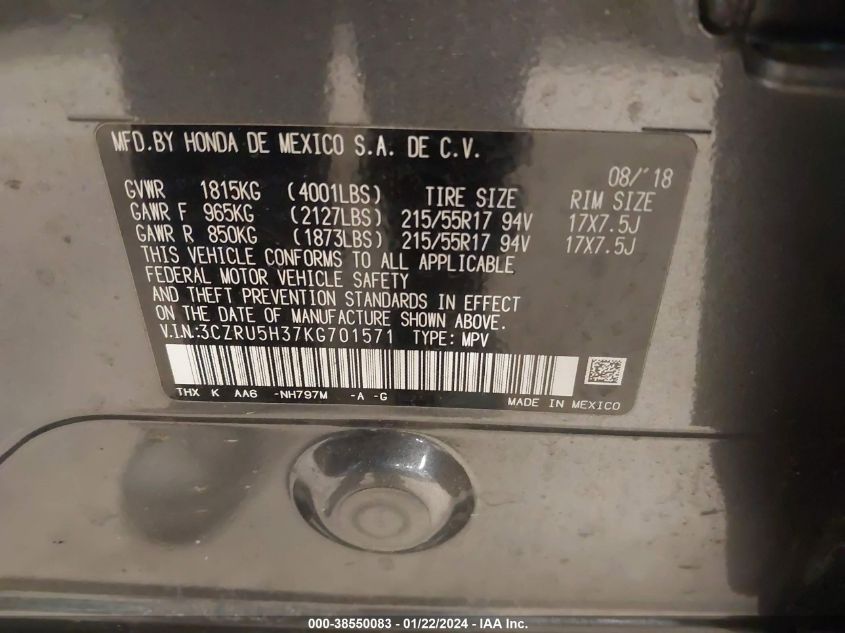 MFD.BY HONDA DE MEXICO S.A. DE C.V.
08/'18
GVWR 1815KG (4001LBS) TIRE SIZE RIM SIZE
GAWR F 965KG (2127LBS) 215/55R17 94V 17X7.5J
GAWR R 850KG (1873LBS) 215/55R17 94V 17X7.5J
THIS VEHICLE CONFORMS TO ALL APPLICABLE
FEDERAL MOTOR VEHICLE SAFETY
AND THEFT PREVENTION STANDARDS IN EFFECT
ON THE DATE OF MANUFACTURE SHOWN ABOVE.
V.I.N.:3CZRU5H37KG701571 TYPE: MPV
THX K AA6 -NH797M -A -G
MADE IN MEXICO
000-38550083 - 01/22/2024 - IAA Inc.